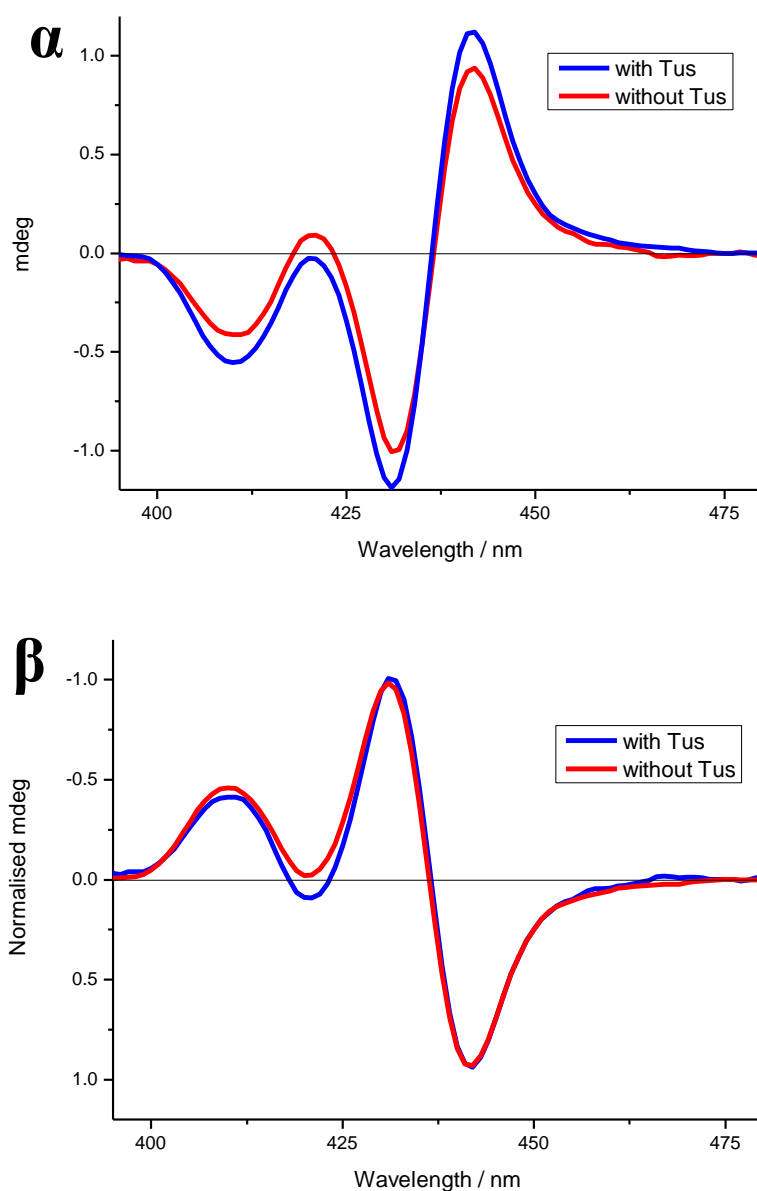 α
1.0
0.5
0.0
-0.5
-1.0
mdeg
with Tus
without Tus
400
425
450
475
Wavelength / nm
β
-1.0
-0.5
0.0
0.5
1.0
Normalised mdeg
with Tus
without Tus
400
425
450
475
Wavelength / nm